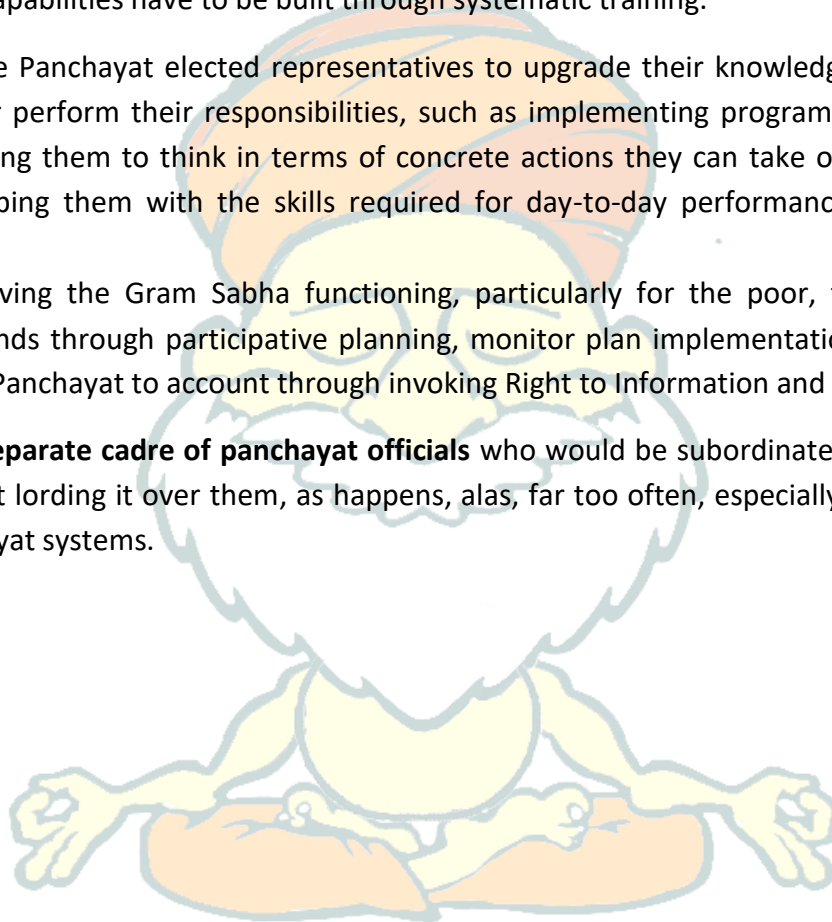 apabilities have to be built through systematic training.
e Panchayat elected representatives to upgrade their knowledg
perform their responsibilities, such as implementing program
ng them to think in terms of concrete actions they can take o
ping them with the skills required for day-to-day performanc
ving the Gram Sabha functioning, particularly for the poor,
nds through participative planning, monitor plan implementatio
Panchayat to account through invoking Right to Information and
eparate cadre of panchayat officials who would be subordinate
t lording it over them, as happens, alas, far too often, especially
yat systems.